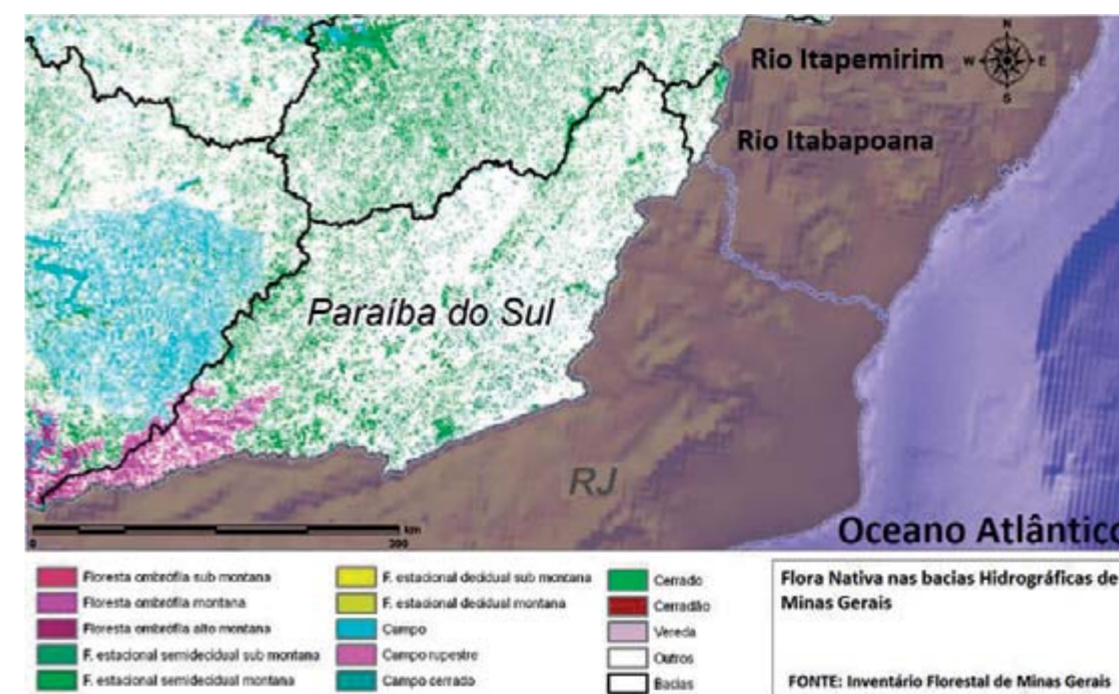 Rio Itapemirim
N
W
E
S
Rio Itabapoana
Paraíba do Sul
RJ
Oceano Atlântico
km
0
200
Floresta ombrófila sub montana
Floresta ombrófila montana
Floresta ombrófila alto montana
F. estacional semidecidual sub montana
F. estacional semidecidual montana
F. estacional decidual sub montana
F. estacional decidual montana
Campo
Campo rupestre
Campo cerrado
Cerrado
Cerradão
Vereda
Outros
Bacias
Flora Nativa nas bacias Hidrográficas de
Minas Gerais
FONTE: Inventário Florestal de Minas Gerais